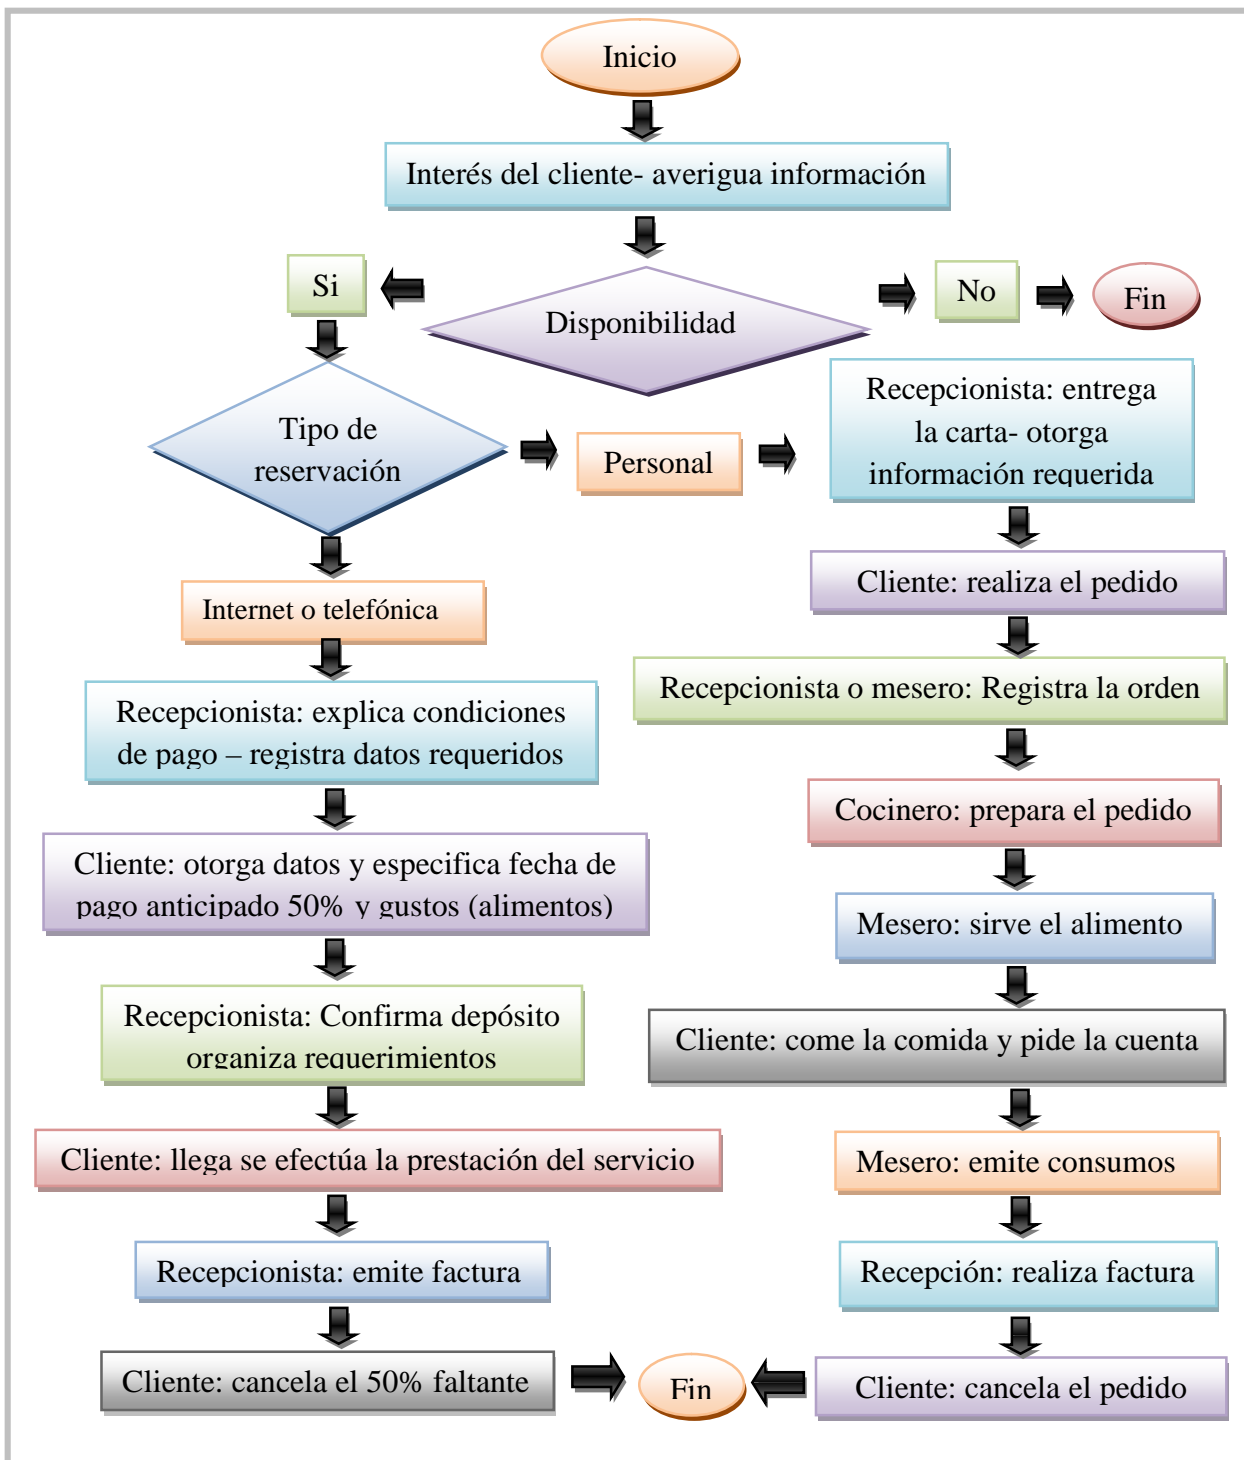 Inicio
Interés del cliente- averigua información
Si
Disponibilidad
No
Fin
Tipo de
reservación
Personal
Recepcionista: entrega
la carta- otorga
información requerida
Internet o telefónica
Cliente: realiza el pedido
Recepcionista: explica condiciones
de pago – registra datos requeridos
Recepcionista o mesero: Registra la orden
Cliente: otorga datos y especifica fecha de
pago anticipado 50% y gustos (alimentos)
Cocinero: prepara el pedido
Recepcionista: Confirma depósito
organiza requerimientos
Mesero: sirve el alimento
Cliente: llega se efectúa la prestación del servicio
Cliente: come la comida y pide la cuenta
Recepcionista: emite factura
Mesero: emite consumos
Cliente: cancela el 50% faltante
Recepción: realiza factura
Cliente: cancela el pedido
Fin